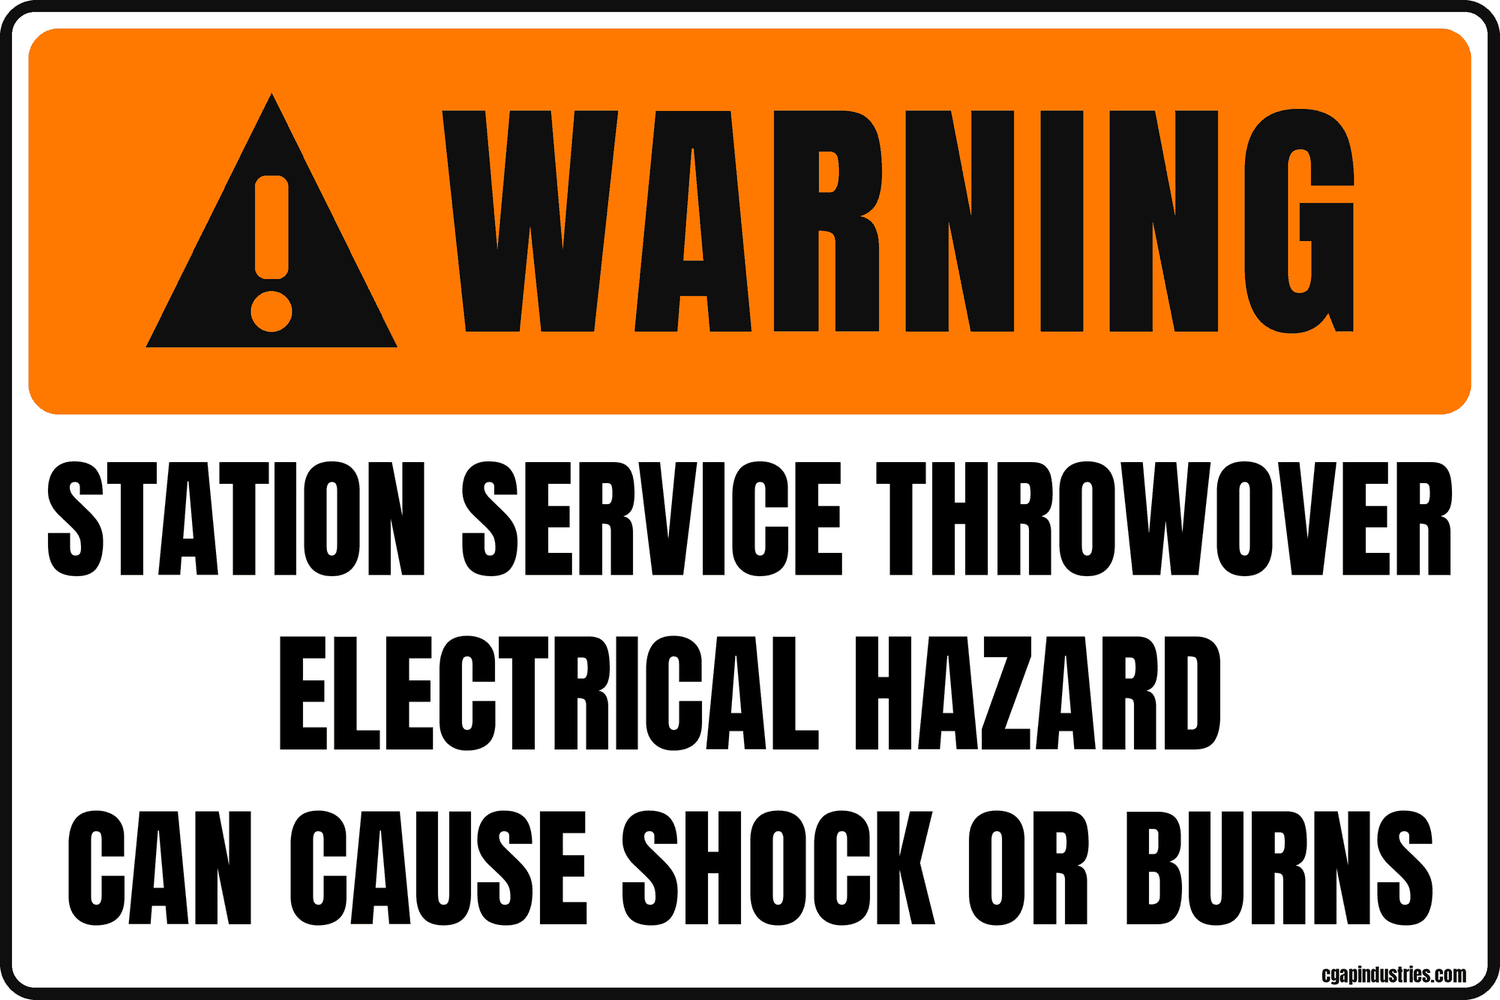 WARNING
STATION SERVICE THROWOVER
ELECTRICAL HAZARD
CAN CAUSE SHOCK OR BURNS
cgapindustries.com